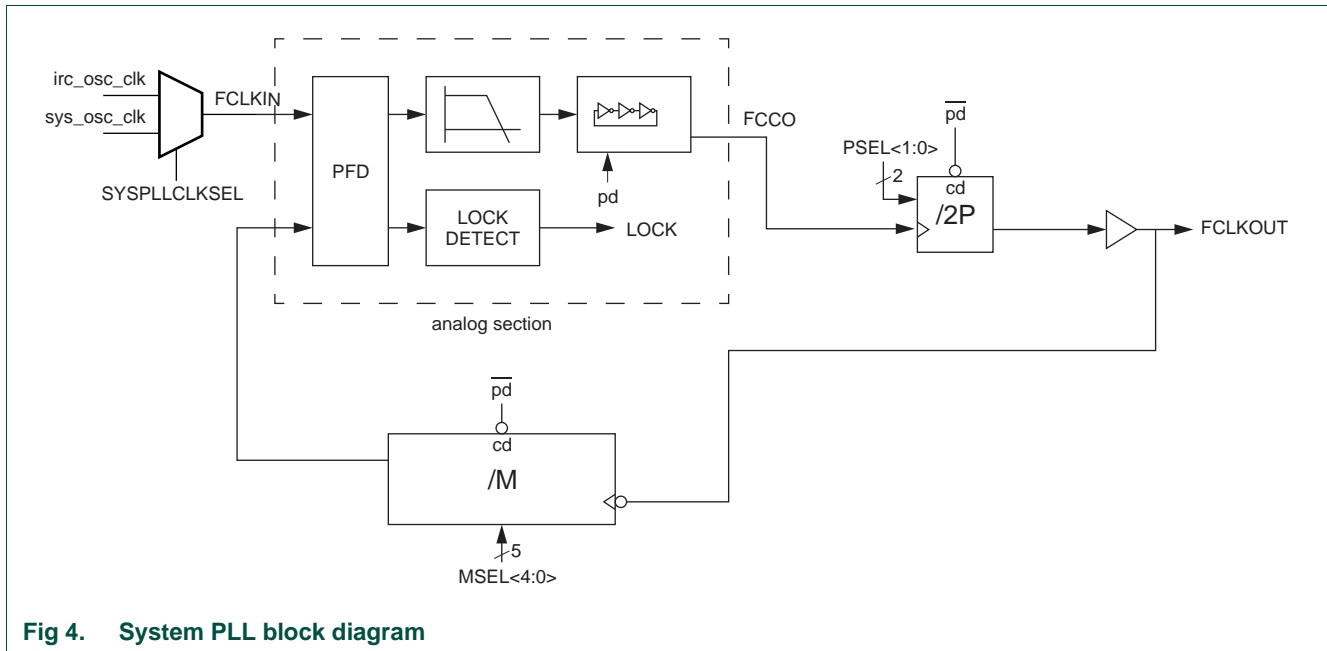 irc_osc_clk
sys_osc_clk
FCLKIN
SYSPLLCLKSEL
PFD
LOCK
DETECT
pd
LOCK
analog section
FCCO
pd
PSEL<1:0>
2
cd
/2P
FCLKOUT
pd
cd
/M
5
MSEL<4:0>
Fig 4. System PLL block diagram